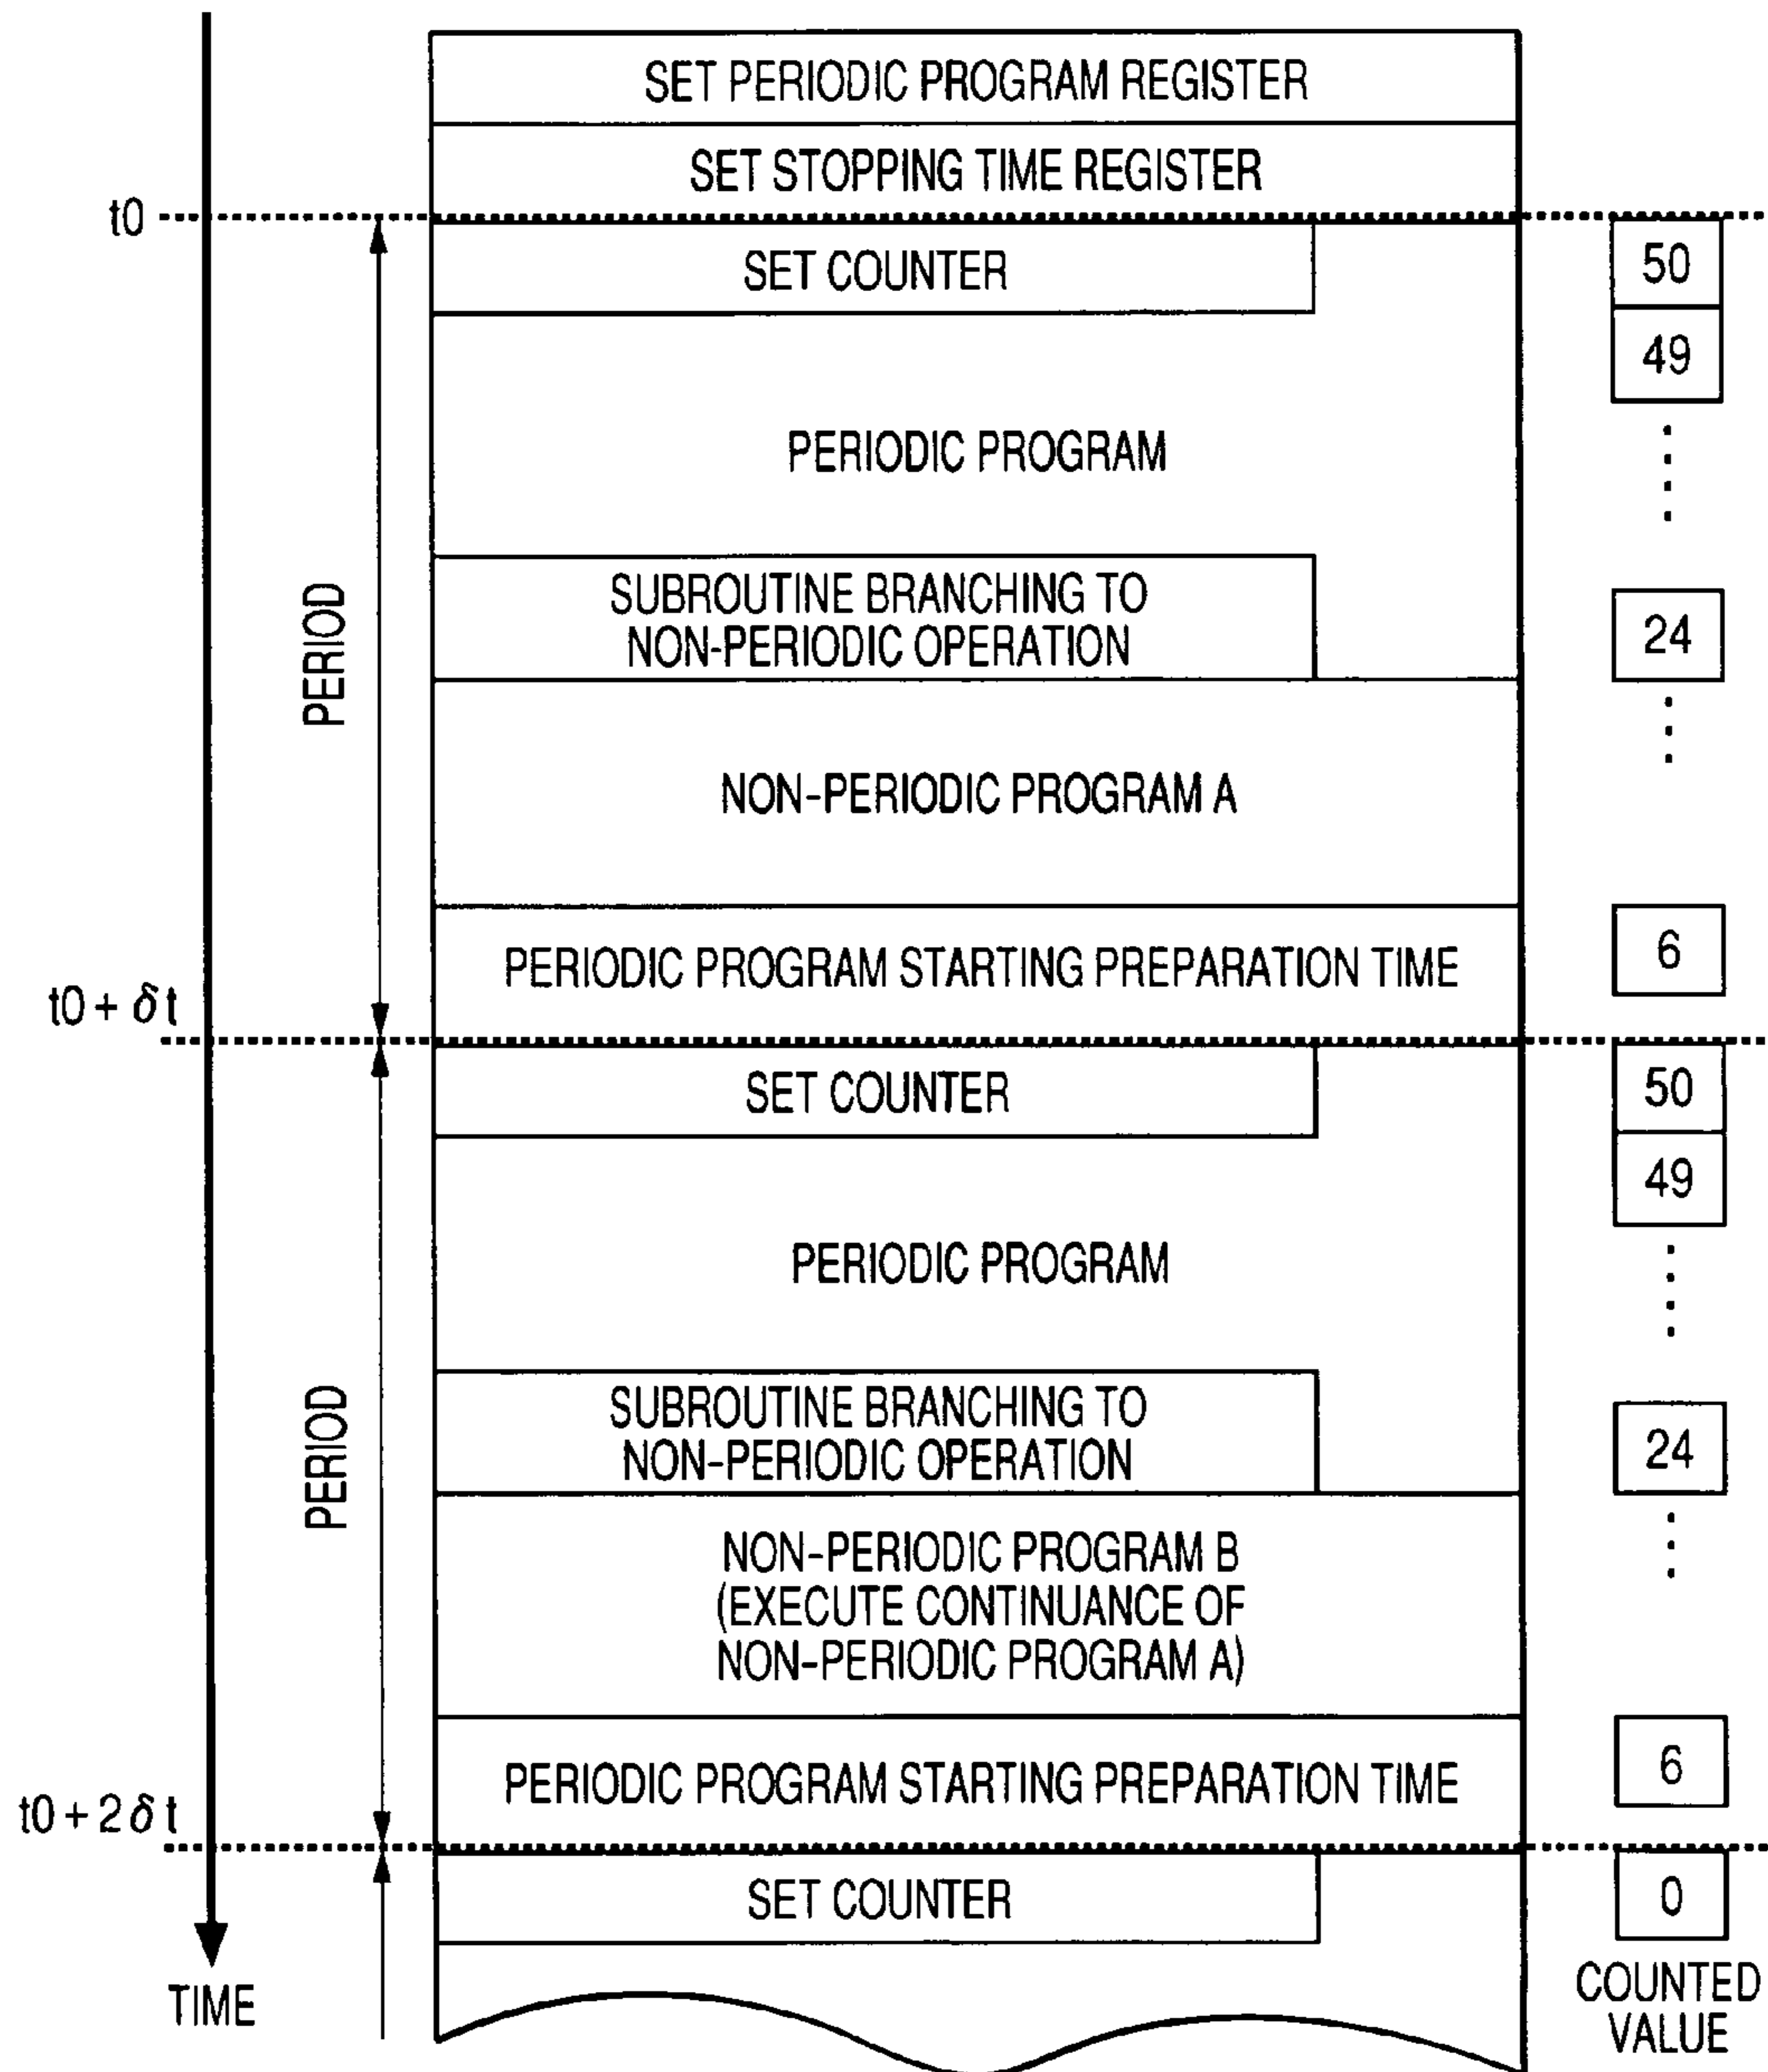 SET PERIODIC PROGRAM REGISTER
SET STOPPING TIME REGISTER
t0
SET COUNTER
50
49
PERIODIC PROGRAM
PERIOD
SUBROUTINE BRANCHING TO
NON-PERIODIC OPERATION
24
NON-PERIODIC PROGRAM A
PERIODIC PROGRAM STARTING PREPARATION TIME
6
t0 + δt
SET COUNTER
50
49
PERIODIC PROGRAM
PERIOD
SUBROUTINE BRANCHING TO
NON-PERIODIC OPERATION
24
NON-PERIODIC PROGRAM B
(EXECUTE CONTINUANCE OF
NON-PERIODIC PROGRAM A)
PERIODIC PROGRAM STARTING PREPARATION TIME
6
t0 + 2δt
SET COUNTER
0
TIME
COUNTED
VALUE